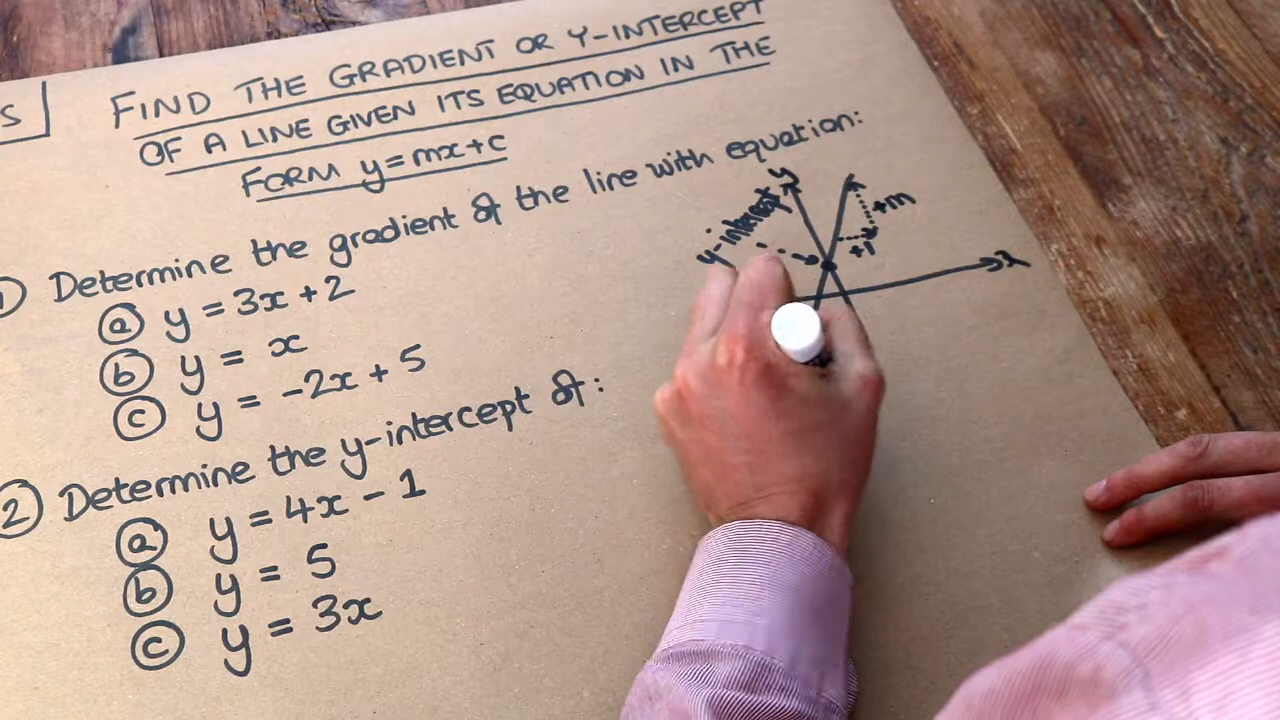 S
FIND THE GRADIENT OR Y-INTERCEPT
OF A LINE GIVEN ITS EQUATION IN THE
FORM y=mx+c
1 Determine the gradient of the line with equation:
a y = 3x + 2
b y = x
c y = -2x + 5
2 Determine the y-intercept of:
a y = 4x - 1
b y = 5
c y = 3x
y
y-intercept
+m
+1
x